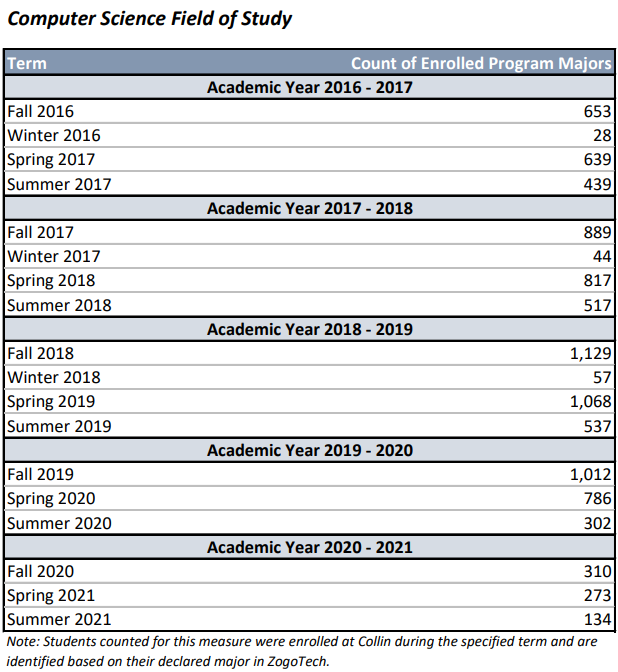 Computer Science Field of Study
Term Count of Enrolled Program Majors
Academic Year 2016 - 2017
Fall 2016 653
Winter 2016 28
Spring 2017 639
Summer 2017 439
Academic Year 2017 - 2018
Fall 2017 889
Winter 2017 44
Spring 2018 817
Summer 2018 517
Academic Year 2018 - 2019
Fall 2018 1,129
Winter 2018 57
Spring 2019 1,068
Summer 2019 537
Academic Year 2019 - 2020
Fall 2019 1,012
Spring 2020 786
Summer 2020 302
Academic Year 2020 - 2021
Fall 2020 310
Spring 2021 273
Summer 2021 134
Note: Students counted for this measure were enrolled at Collin during the specified term and are
identified based on their declared major in ZogoTech.